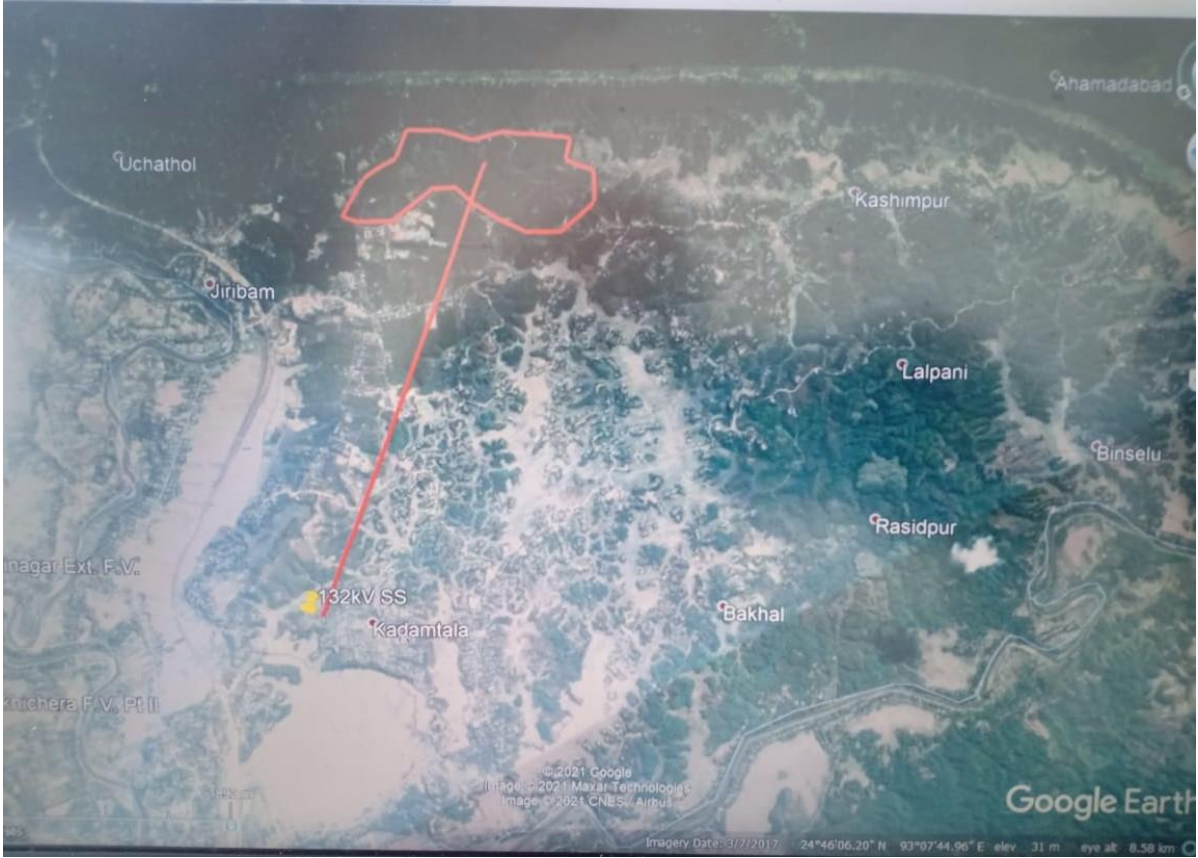 Ahamadabad
Uchathol
Kashimpur
Jiribam
Lalpani
Binselu
Rasidpur
nagar Ext. F.V.
132kV SS
Bakhal
Kadamtala
F.V. Pt II
© 2021 Google
Image © 2021 Maxar Technologies
Image © 2021 CNES / Airbus
Google Earth
Imagery Date: 3/7/2017 24°46'06.20" N 93°07'44.96" E elev 31 m eye alt 8.58 km